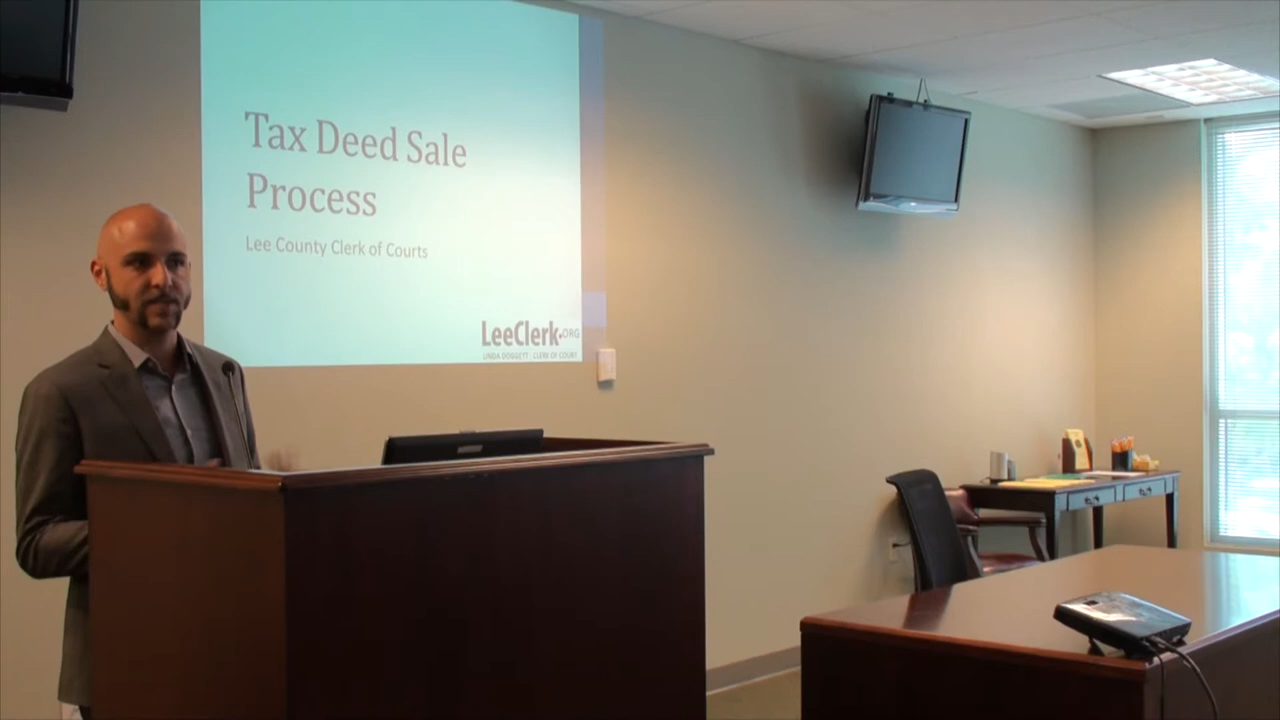 Tax Deed Sale
Process
Lee County Clerk of Courts
LeeClerk.ORG
LINDA DOGGETT CLERK OF COURT